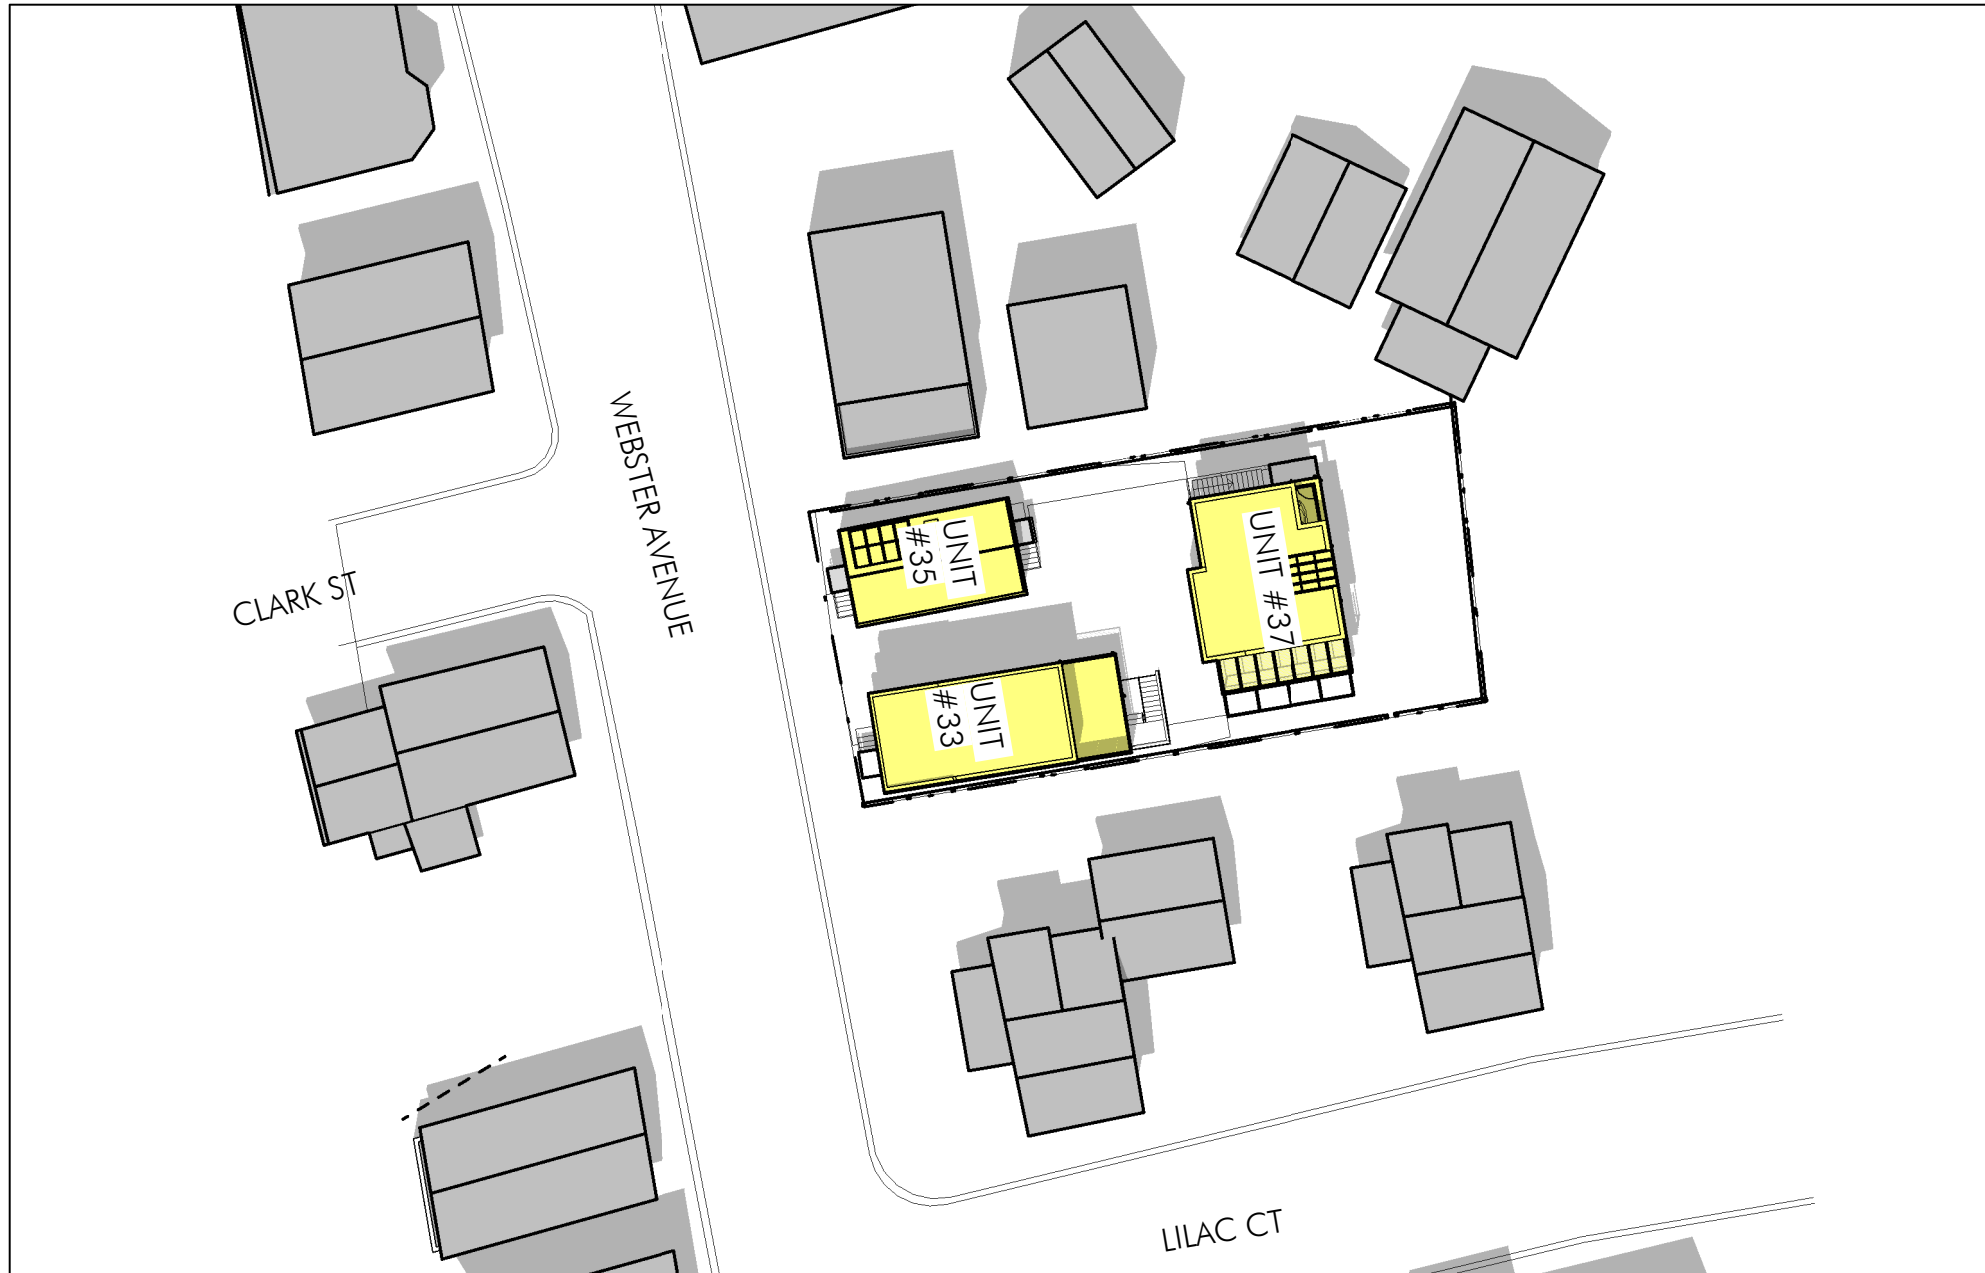 WEBSTER AVENUE
CLARK ST
UNIT
#35
UNIT #37
UNIT
#33
LILAC CT